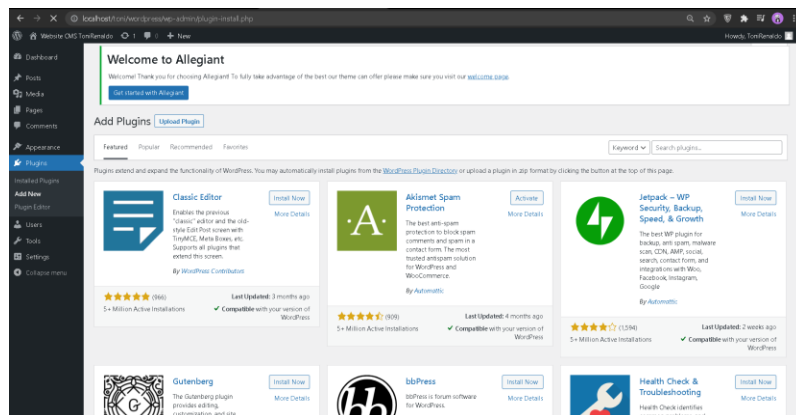 localhost/toni/wordpress/wp-admin/plugin-install.php
Website CMS ToniRenaldo 1 0 + New Howdy, ToniRenaldo
Dashboard
Posts
Media
Pages
Comments
Appearance
Plugins
Installed Plugins
Add New
Plugin Editor
Users
Tools
Settings
Collapse menu
Welcome to Allegiant
Welcome! Thank you for choosing Allegiant! To fully take advantage of the best our theme can offer please make sure you visit our welcome page.
Get started with Allegiant
Add Plugins Upload Plugin
Featured Popular Recommended Favorites Keyword Search plugins...
Plugins extend and expand the functionality of WordPress. You may automatically install plugins from the WordPress Plugin Directory or upload a plugin in .zip format by clicking the button at the top of this page.
Classic Editor
Install Now
More Details
Enables the previous
"classic" editor and the old-
style Edit Post screen with
TinyMCE, Meta Boxes, etc.
Supports all plugins that
extend this screen.
By WordPress Contributors
(966)
5+ Million Active Installations
Last Updated: 3 months ago
Compatible with your version of
WordPress
Akismet Spam
Protection
Activate
More Details
The best anti-spam
protection to block spam
comments and spam in a
contact form. The most
trusted antispam solution
for WordPress and
WooCommerce.
By Automattic
(909)
5+ Million Active Installations
Last Updated: 4 months ago
Compatible with your version of
WordPress
Jetpack – WP
Security, Backup,
Speed, & Growth
Install Now
More Details
The best WP plugin for
backup, anti spam, malware
scan, CDN, AMP, social,
search, contact form, and
integrations with Woo,
Facebook, Instagram,
Google
By Automattic
(1,594)
5+ Million Active Installations
Last Updated: 2 weeks ago
Compatible with your version of
WordPress
Gutenberg
Install Now
More Details
The Gutenberg plugin
provides editing,
customization, and site
bb
bbPress
Install Now
More Details
bbPress is forum software
for WordPress.
Health Check &
Troubleshooting
Install Now
More Details
Health Check identifies